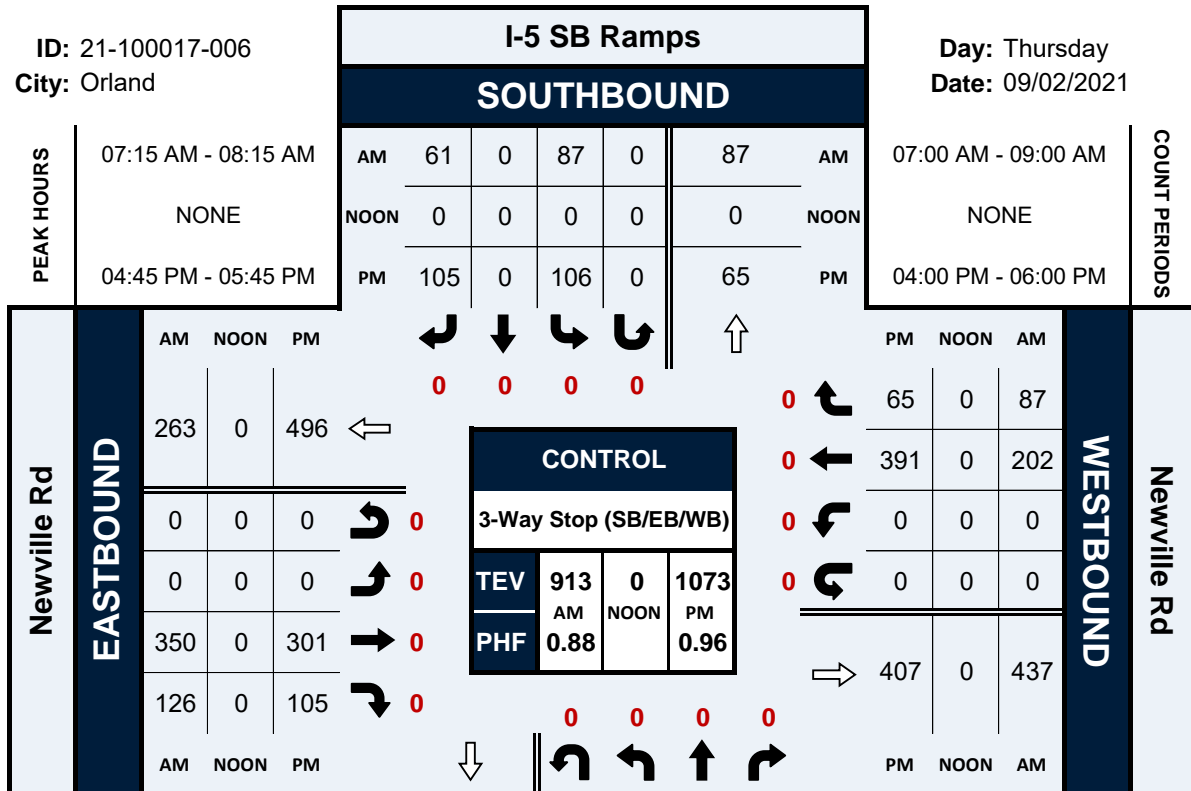 I-5 SB Ramps
ID: 21-100017-006
Day: Thursday
City: Orland
Date: 09/02/2021
SOUTHBOUND
PEAK HOURS
07:15 AM - 08:15 AM
AM 61 0 87 0 87 AM
07:00 AM - 09:00 AM
COUNT PERIODS
NONE
NOON 0 0 0 0 0 NOON
NONE
04:45 PM - 05:45 PM
PM 105 0 106 0 65 PM
04:00 PM - 06:00 PM
Newville Rd
EASTBOUND
AM NOON PM
PM NOON AM
0 0 0 0
263 0 496
0 65 0 87
0 391 0 202
0 0 0 0
0 0 0 0
407 0 437
WESTBOUND
Newville Rd
0 0 0 0
0 0 0 0
350 0 301 0
126 0 105 0
CONTROL
3-Way Stop (SB/EB/WB)
TEV 913 0 1073
AM NOON PM
PHF 0.88 0.96
0 0 0 0
AM NOON PM
PM NOON AM